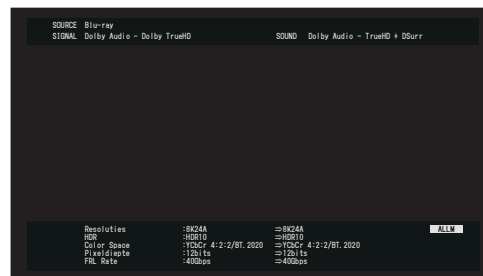 SOURCE Blu-ray
SIGNAL Dolby Audio - Dolby TrueHD SOUND Dolby Audio - TrueHD + DSurr
Resoluties :8K24A ⇒8K24A ALLM
HDR :HDR10 ⇒HDR10
Color Space :YCbCr 4:2:2/BT.2020 ⇒YCbCr 4:2:2/BT.2020
Pixeldiepte :12bits ⇒12bits
FRL Rate :40Gbps ⇒40Gbps